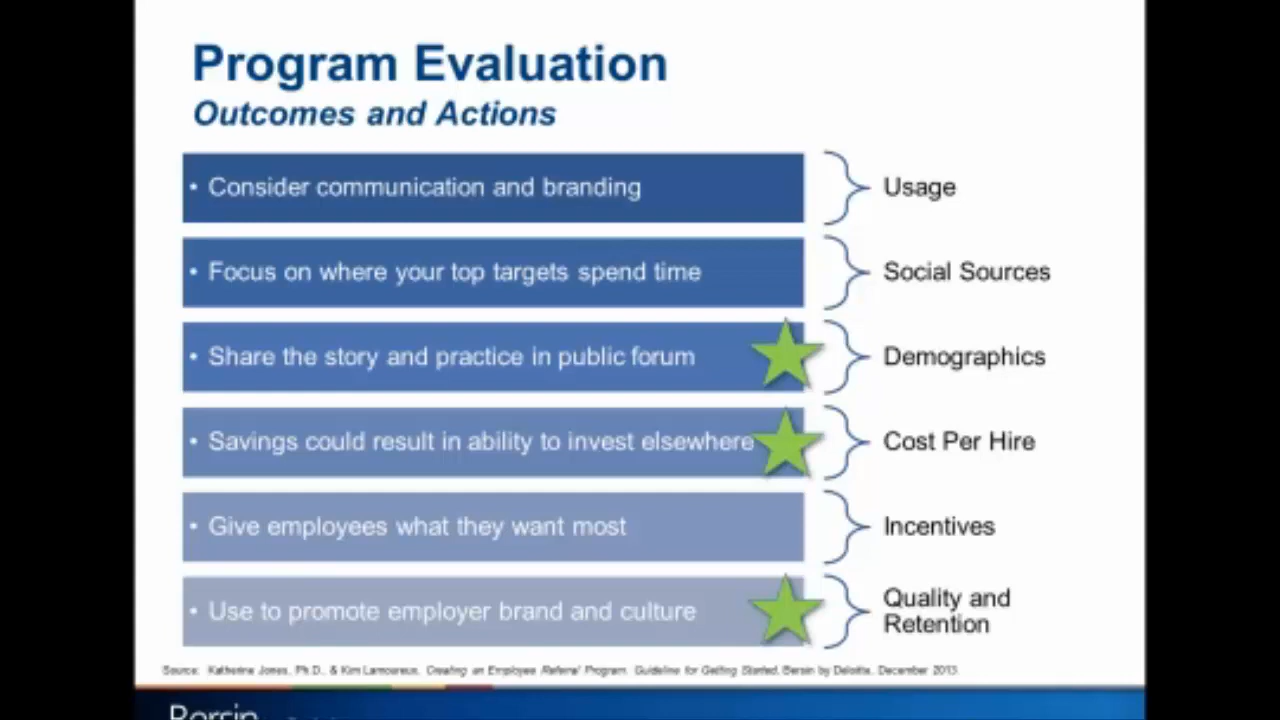 Program Evaluation
Outcomes and Actions
• Consider communication and branding
Usage
• Focus on where your top targets spend time
Social Sources
• Share the story and practice in public forum
Demographics
• Savings could result in ability to invest elsewhere
Cost Per Hire
• Give employees what they want most
Incentives
• Use to promote employer brand and culture
Quality and
Retention
Source: Katherine Jones, Ph.D., & Kim Lamoureux, Creating an Employee Referral Program: Guideline for Getting Started, Bersin by Deloitte, December 2013.
Bersin